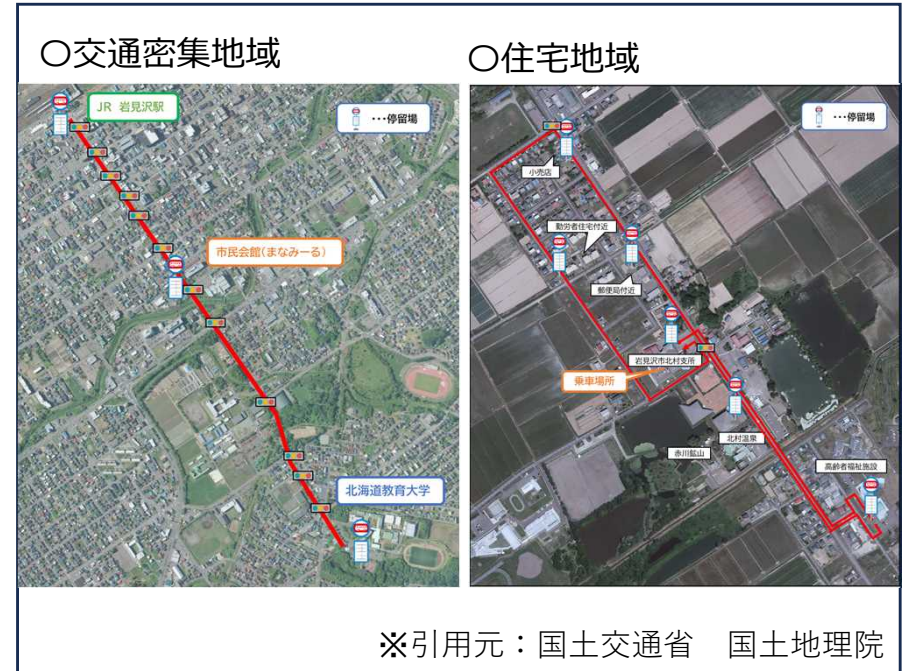 〇交通密集地域
JR 岩見沢駅
･･･停留場
市民会館(まなみーる)
北海道教育大学
〇住宅地域
･･･停留場
小売店
勤労者住宅付近
郵便局付近
岩見沢市北村支所
乗車場所
北村温泉
赤川鉱山
高齢者福祉施設
※引用元：国土交通省　国土地理院